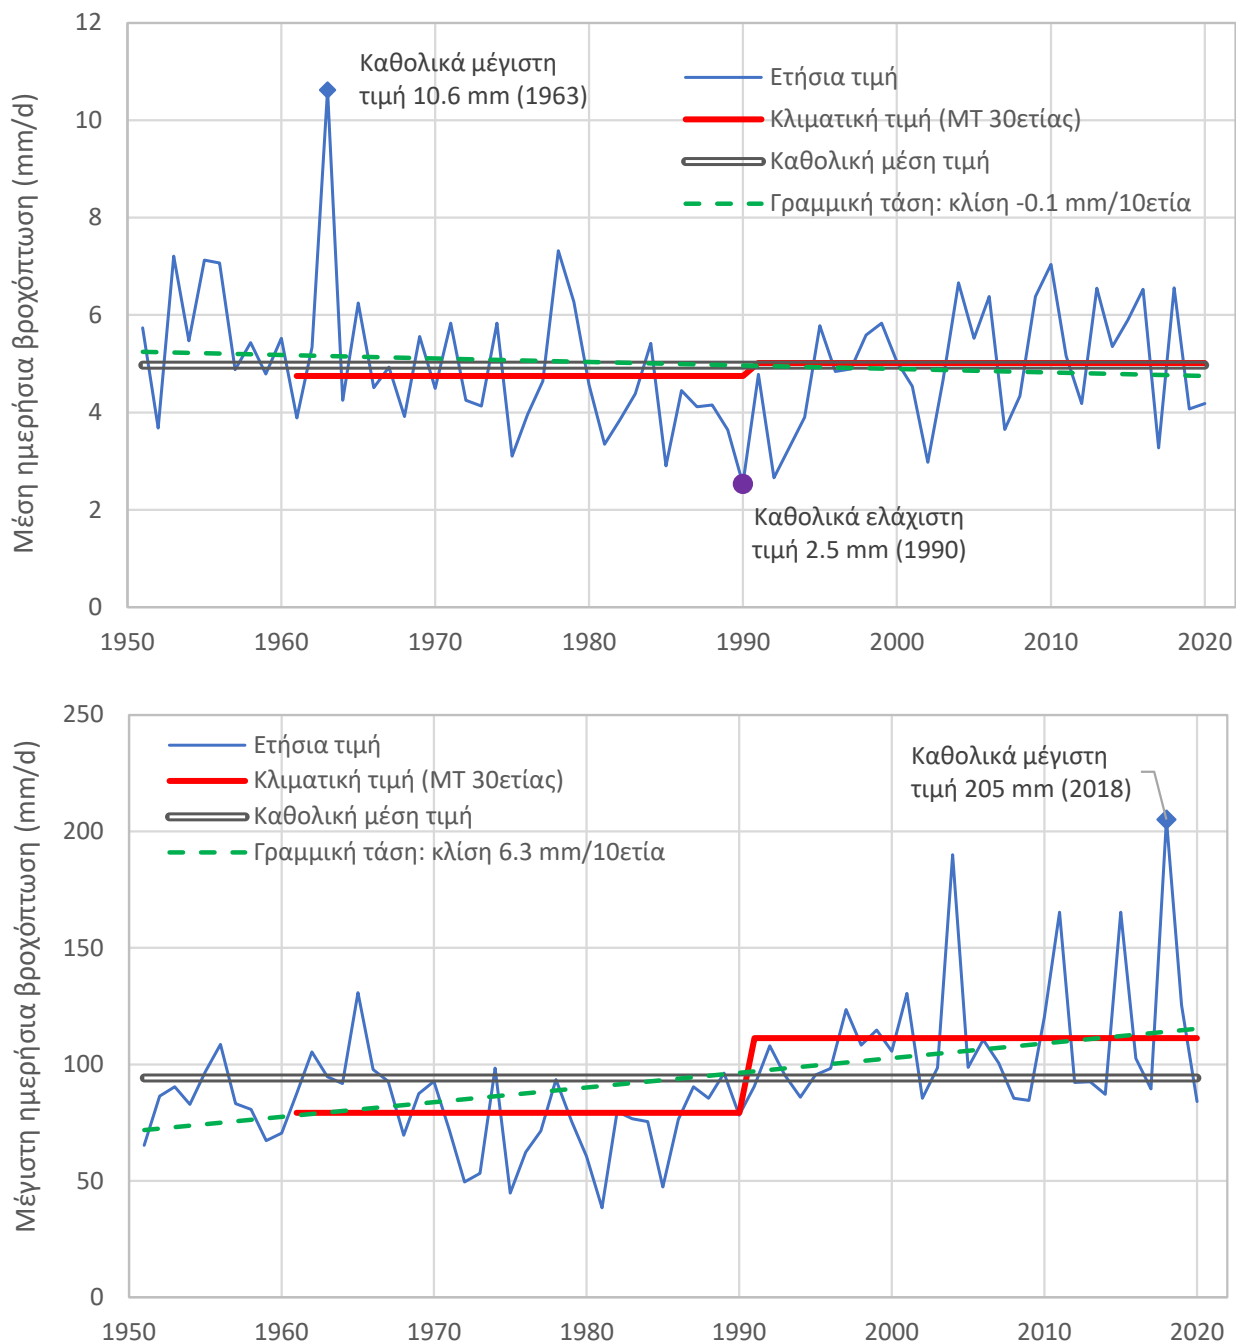 Μέση ημερήσια βροχόπτωση (mm/d)
12
10
8
6
4
2
0
Καθολικά μέγιστη
τιμή 10.6 mm (1963)
Ετήσια τιμή
Κλιματική τιμή (ΜΤ 30ετίας)
Καθολική μέση τιμή
Γραμμική τάση: κλίση -0.1 mm/10ετία
Καθολικά ελάχιστη
τιμή 2.5 mm (1990)
1950 1960 1970 1980 1990 2000 2010 2020
Μέγιστη ημερήσια βροχόπτωση (mm/d)
250
200
150
100
50
0
Ετήσια τιμή
Κλιματική τιμή (ΜΤ 30ετίας)
Καθολική μέση τιμή
Γραμμική τάση: κλίση 6.3 mm/10ετία
Καθολικά μέγιστη
τιμή 205 mm (2018)
1950 1960 1970 1980 1990 2000 2010 2020